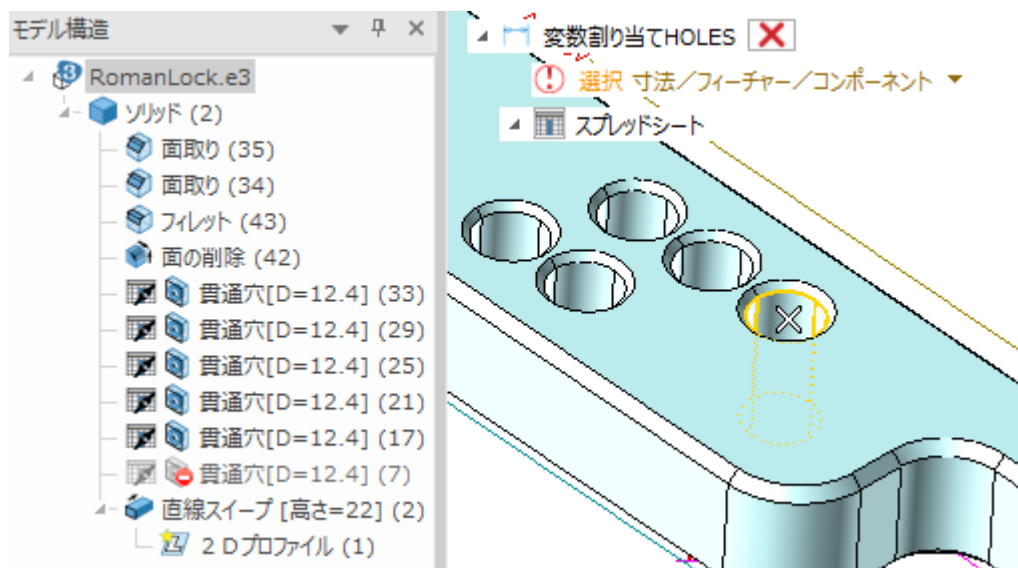 モデル構造
RomanLock.e3
ソリッド (2)
面取り (35)
面取り (34)
フィレット (43)
面の削除 (42)
貫通穴[D=12.4] (33)
貫通穴[D=12.4] (29)
貫通穴[D=12.4] (25)
貫通穴[D=12.4] (21)
貫通穴[D=12.4] (17)
貫通穴[D=12.4] (7)
直線スイープ [高さ=22] (2)
2 Dプロファイル (1)
変数割り当てHOLES
選択 寸法/フィーチャー/コンポーネント
スプレッドシート